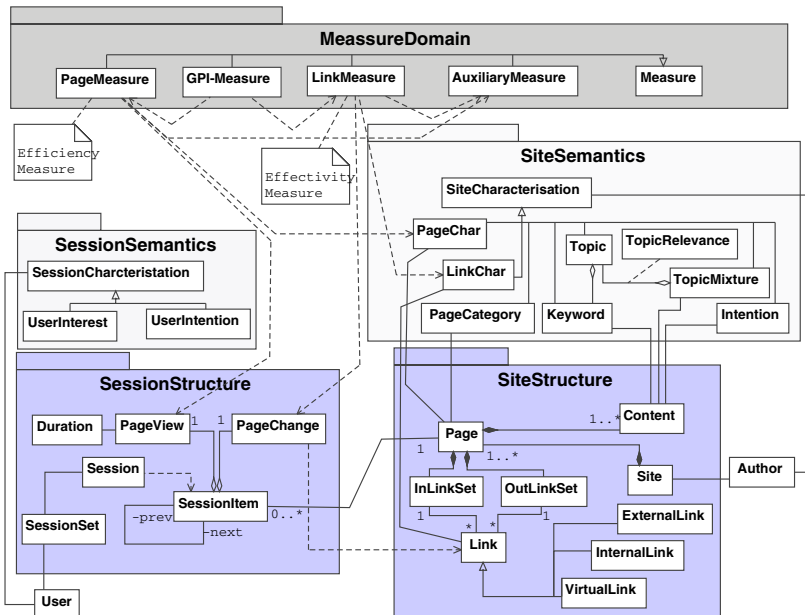 MeassureDomain
PageMeasure
GPI-Measure
LinkMeasure
AuxiliaryMeasure
Measure
Efficiency
Measure
Effectivity
Measure
SiteSemantics
SiteCharacterisation
PageChar
LinkChar
Topic
TopicRelevance
TopicMixture
PageCategory
Keyword
Intention
SessionSemantics
SessionCharcteristation
UserInterest
UserIntention
SessionStructure
Duration
PageView
1
1
PageChange
Session
SessionItem
0..*
-prev
-next
SessionSet
User
SiteStructure
Content
1..*
Page
1
1..*
Site
Author
InLinkSet
OutLinkSet
1
1
*
*
Link
ExternalLink
InternalLink
VirtualLink